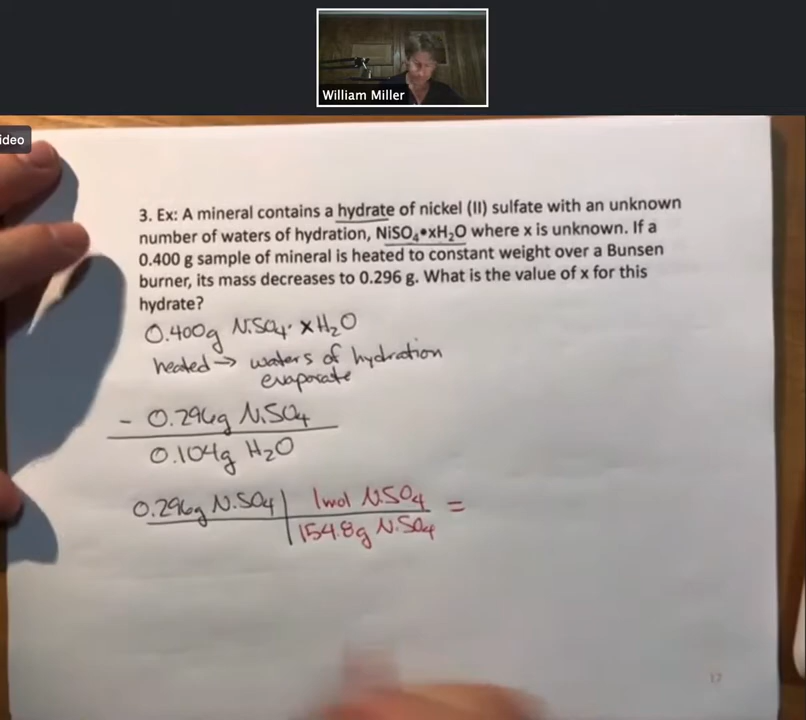 William Miller
ideo
3. Ex: A mineral contains a hydrate of nickel (II) sulfate with an unknown
number of waters of hydration, NiSO₄•xH₂O where x is unknown. If a
0.400 g sample of mineral is heated to constant weight over a Bunsen
burner, its mass decreases to 0.296 g. What is the value of x for this
hydrate?
0.400g NiSO₄· xH₂O
heated → waters of hydration
evaporate
- 0.296g NiSO₄
0.104g H₂O
0.296g NiSO₄ | 1mol NiSO₄ =
154.8g NiSO₄
17